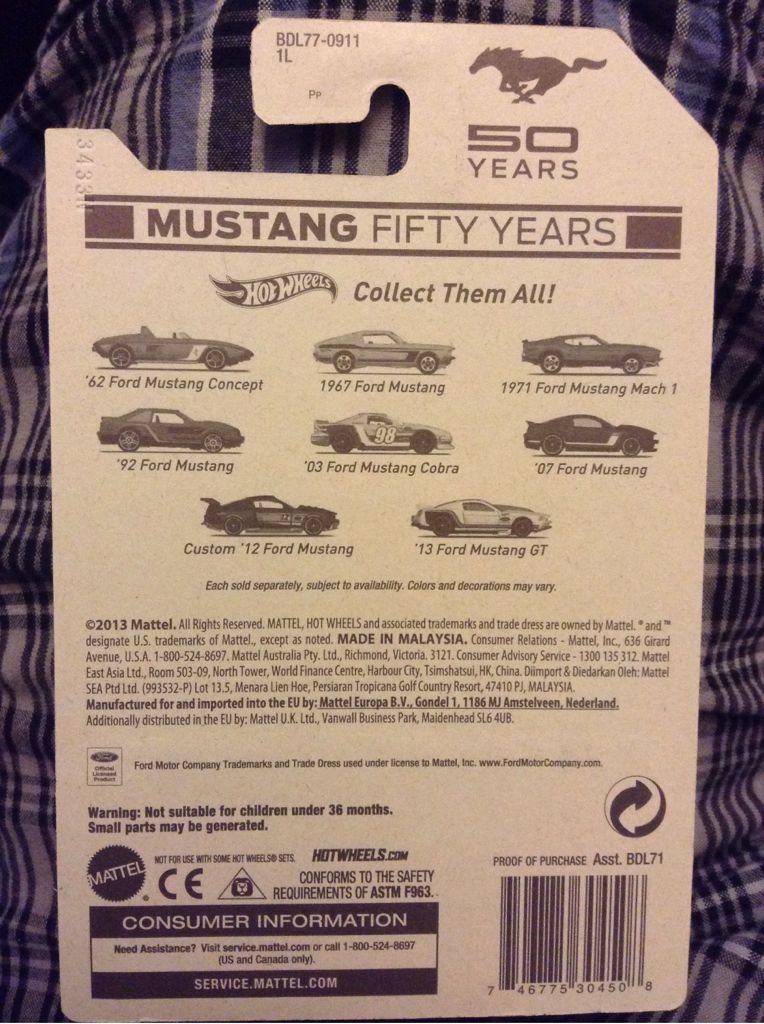 BDL77-0911
1L
PP
50
YEARS
MUSTANG FIFTY YEARS
HOT WHEELS Collect Them All!
'62 Ford Mustang Concept 1967 Ford Mustang 1971 Ford Mustang Mach 1
98
'92 Ford Mustang '03 Ford Mustang Cobra '07 Ford Mustang
Custom '12 Ford Mustang '13 Ford Mustang GT
Each sold separately, subject to availability. Colors and decorations may vary.
©2013 Mattel. All Rights Reserved. MATTEL, HOT WHEELS and associated trademarks and trade dress are owned by Mattel. ® and ™
designate U.S. trademarks of Mattel., except as noted. MADE IN MALAYSIA. Consumer Relations - Mattel, Inc., 636 Girard
Avenue, U.S.A. 1-800-524-8697. Mattel Australia Pty. Ltd., Richmond, Victoria. 3121. Consumer Advisory Service - 1300 135 312. Mattel
East Asia Ltd., Room 503-09, North Tower, World Finance Centre, Harbour City, Tsimshatsui, HK, China. Diimport & Diedarkan Oleh: Mattel
SEA Ptd Ltd. (993532-P) Lot 13.5, Menara Lien Hoe, Persiaran Tropicana Golf Country Resort, 47410 PJ, MALAYSIA.
Manufactured for and imported into the EU by: Mattel Europa B.V., Gondel 1, 1186 MJ Amstelveen, Nederland.
Additionally distributed in the EU by: Mattel U.K. Ltd., Vanwall Business Park, Maidenhead SL6 4UB.
Ford
Official
Licensed
Product
Ford Motor Company Trademarks and Trade Dress used under license to Mattel, Inc. www.FordMotorCompany.com.
Warning: Not suitable for children under 36 months.
Small parts may be generated.
MATTEL®
NOT FOR USE WITH SOME HOT WHEELS® SETS. HOTWHEELS.COM
CE
CONFORMS TO THE SAFETY
REQUIREMENTS OF ASTM F963.
PROOF OF PURCHASE Asst. BDL71
CONSUMER INFORMATION
Need Assistance? Visit service.mattel.com or call 1-800-524-8697
(US and Canada only).
SERVICE.MATTEL.COM
7 46775 30450 8